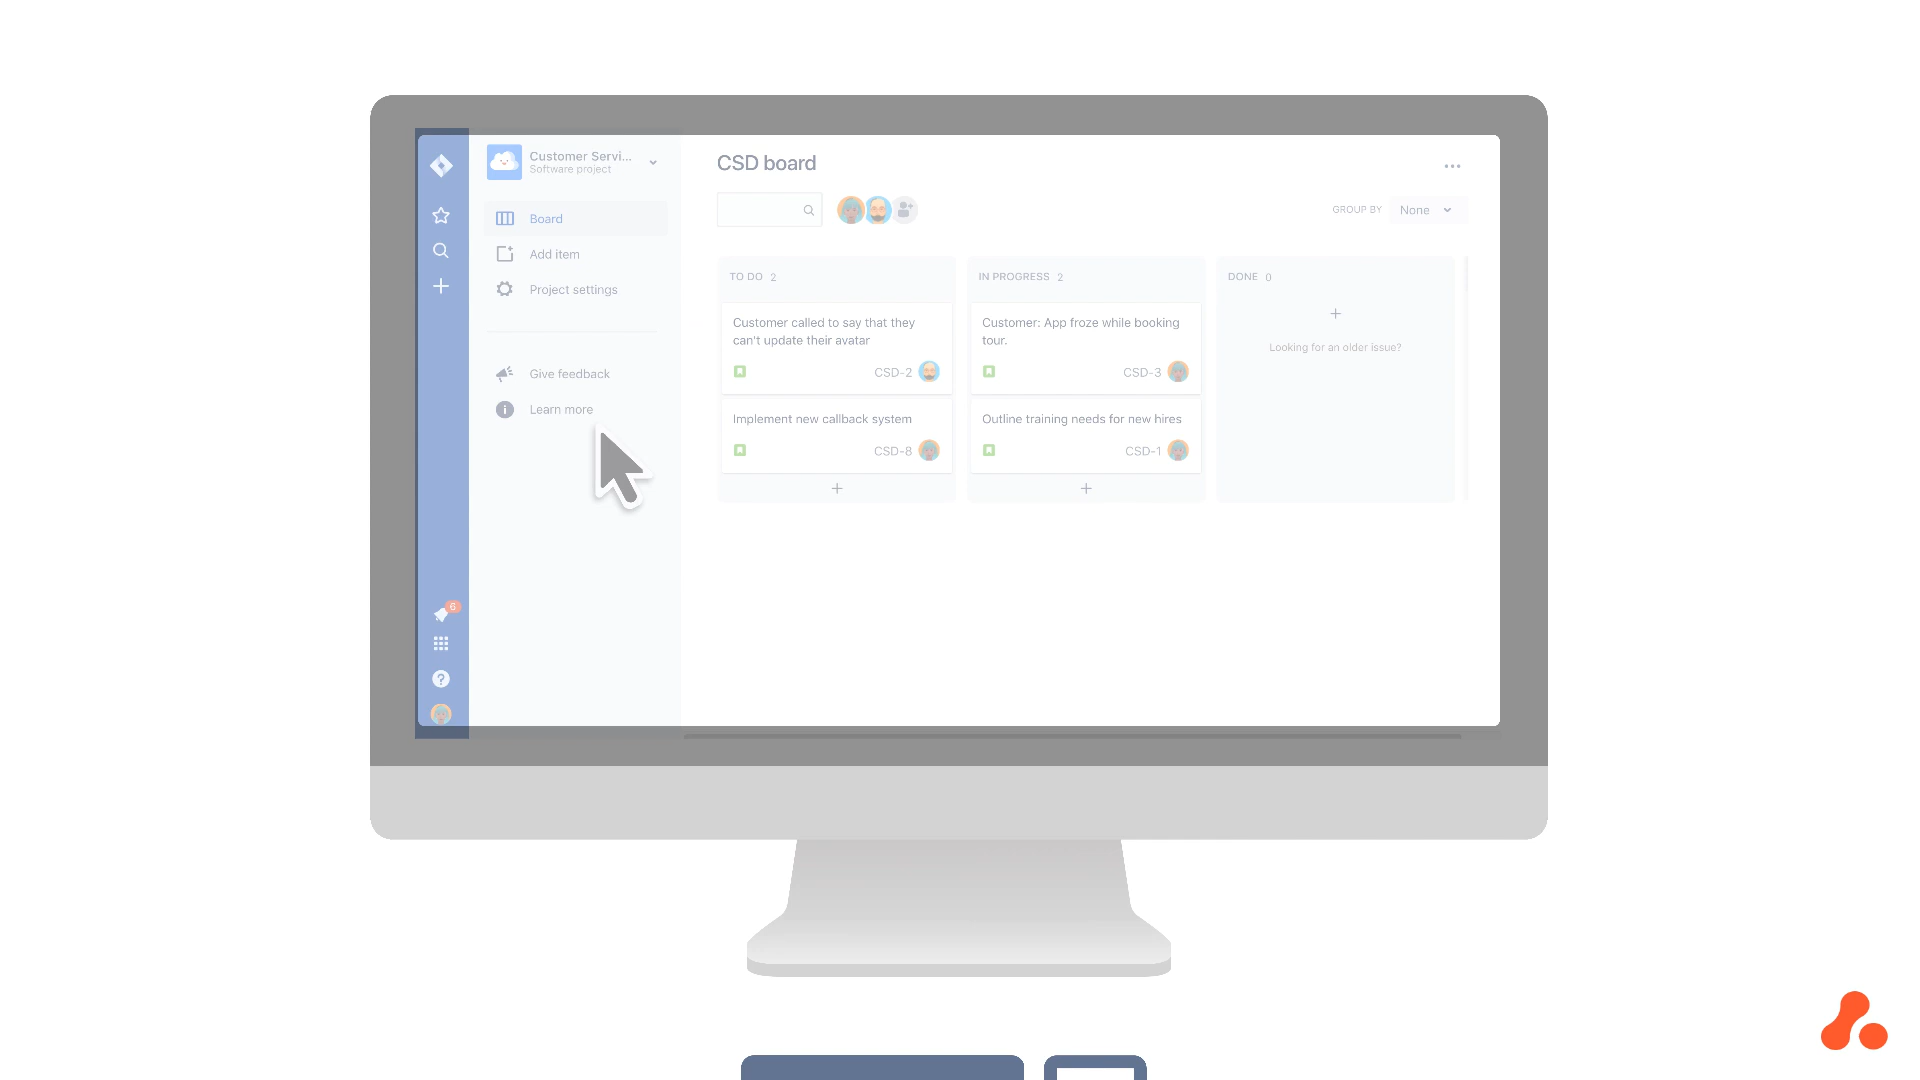 Customer Servi...
Software project
Board
Add item
Project settings
Give feedback
Learn more
6
?
CSD board
GROUP BY None
TO DO 2
Customer called to say that they
can't update their avatar
CSD-2
Implement new callback system
CSD-8
IN PROGRESS 2
Customer: App froze while booking
tour.
CSD-3
Outline training needs for new hires
CSD-1
DONE 0
Looking for an older issue?